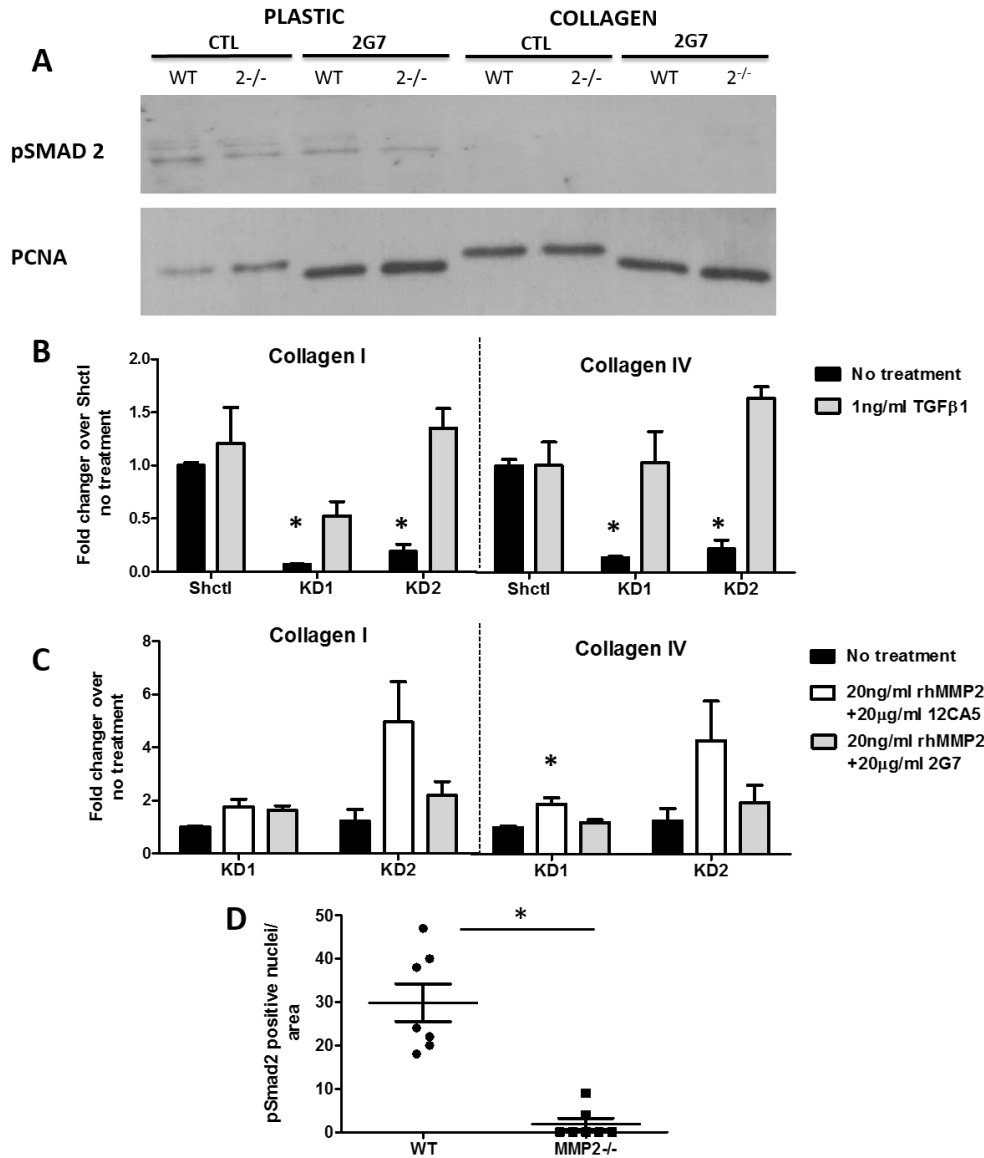 PLASTIC COLLAGEN
CTL 2G7 CTL 2G7
A
WT 2-/- WT 2-/- WT 2-/- WT 2-/-
pSMAD 2
PCNA
B
Collagen I Collagen IV
Fold changer over Shctl
no treatment
2.0
1.5
1.0
0.5
0.0
* * * *
Shctl KD1 KD2 Shctl KD1 KD2
No treatment
1ng/ml TGFβ1
C
Collagen I Collagen IV
Fold changer over
no treatment
8
6
4
2
0
*
KD1 KD2 KD1 KD2
No treatment
20ng/ml rhMMP2
+20µg/ml 12CA5
20ng/ml rhMMP2
+20µg/ml 2G7
D
pSmad2 positive nuclei/
area
50
40
30
20
10
0
*
WT MMP2-/-